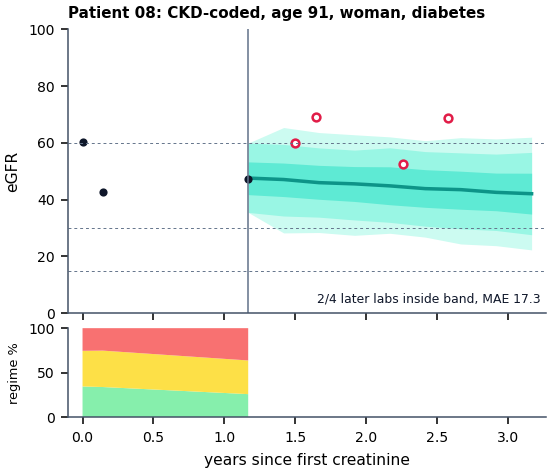 Patient 08: CKD-coded, age 91, woman, diabetes
100
80
60
40
20
0
eGFR
2/4 later labs inside band, MAE 17.3
100
50
0
regime %
0.0 0.5 1.0 1.5 2.0 2.5 3.0
years since first creatinine